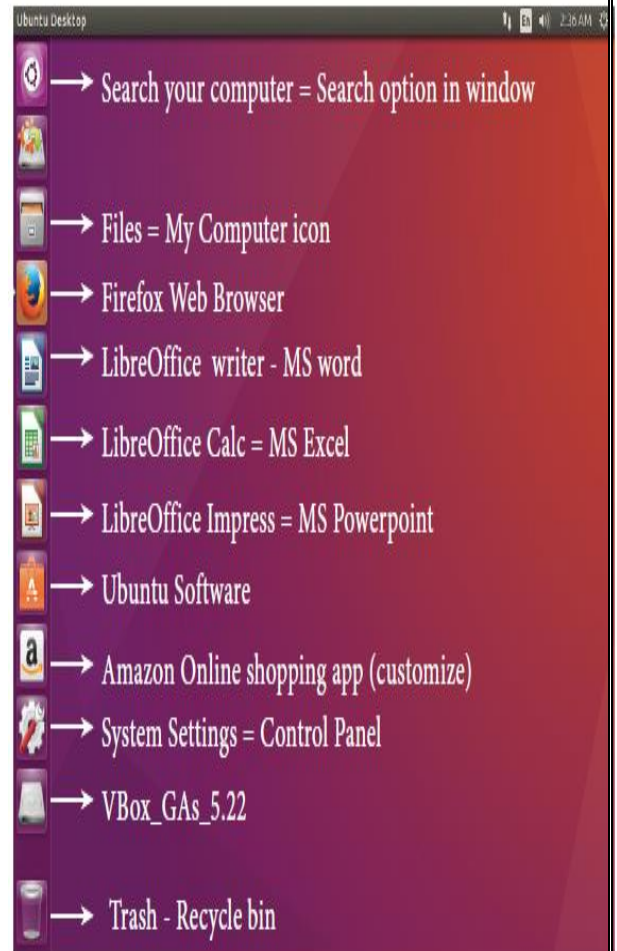 Ubuntu Desktop En 2:36 AM
Search your computer = Search option in window
Files = My Computer icon
Firefox Web Browser
LibreOffice writer - MS word
LibreOffice Calc = MS Excel
LibreOffice Impress = MS Powerpoint
Ubuntu Software
a
Amazon Online shopping app (customize)
System Settings = Control Panel
VBox_GAs_5.22
Trash - Recycle bin